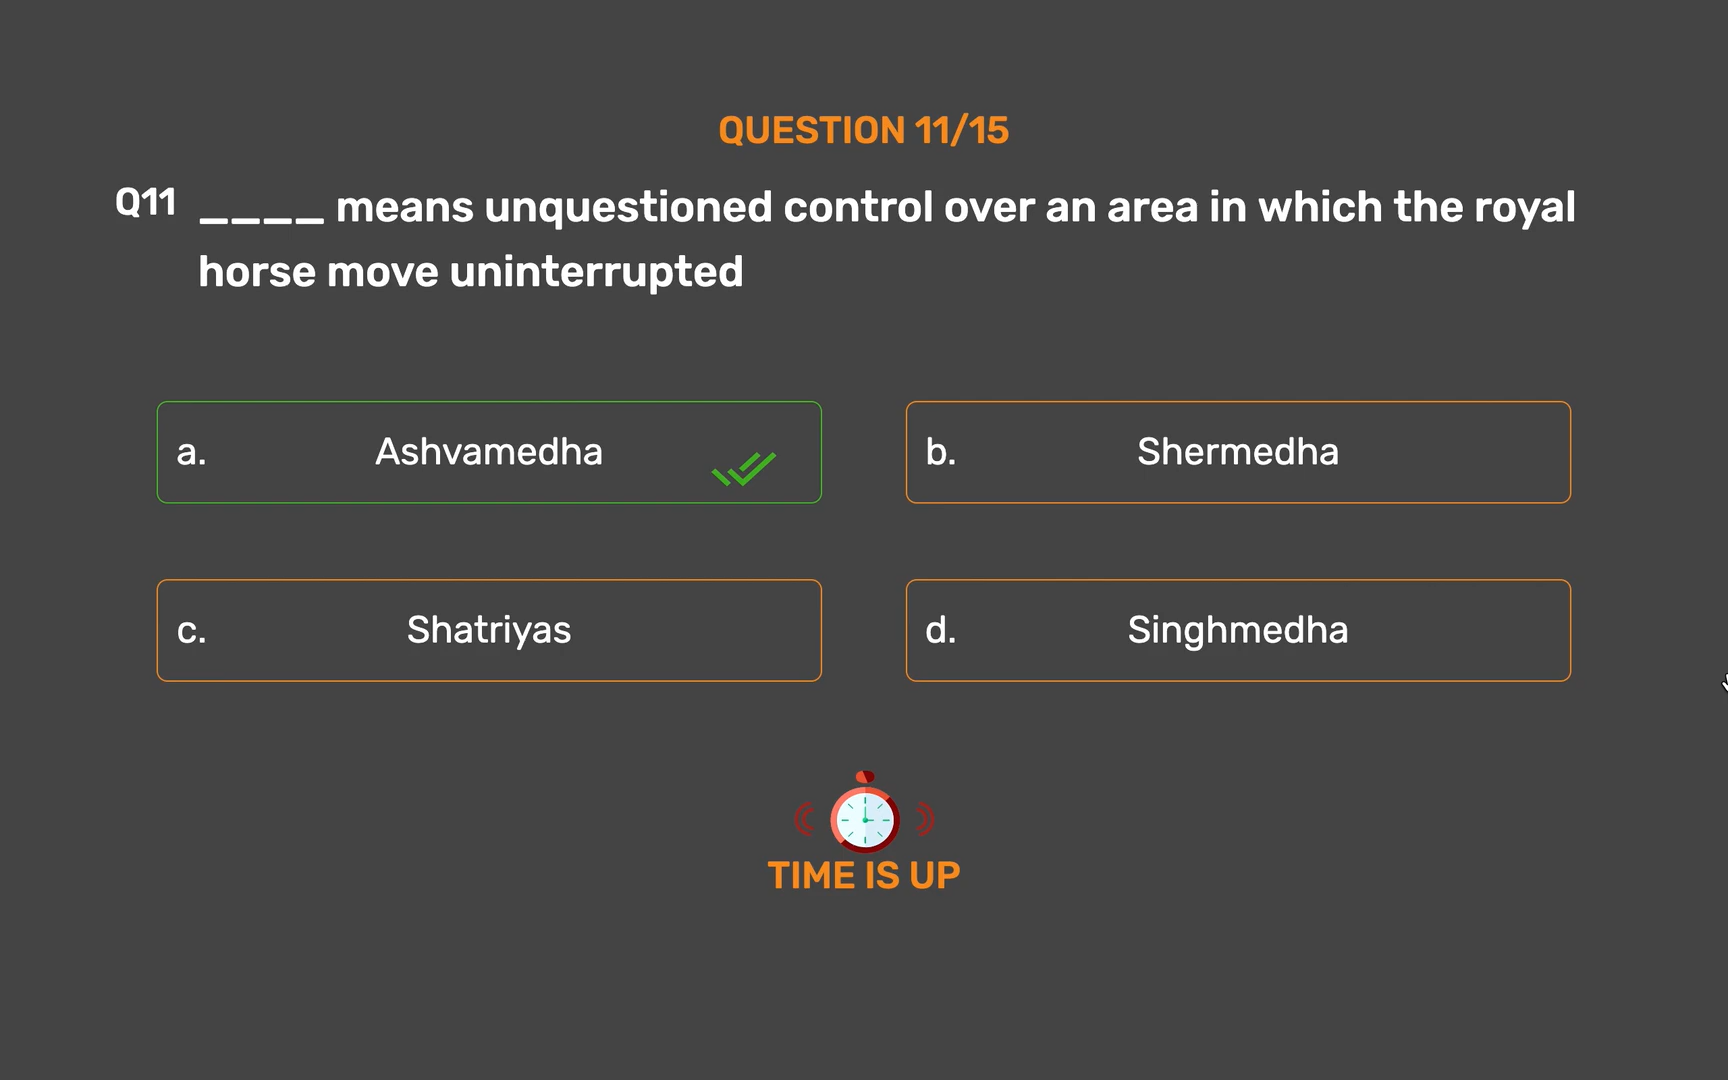 QUESTION 11/15
Q11 ____ means unquestioned control over an area in which the royal
horse move uninterrupted
a. Ashvamedha
b. Shermedha
c. Shatriyas
d. Singhmedha
TIME IS UP